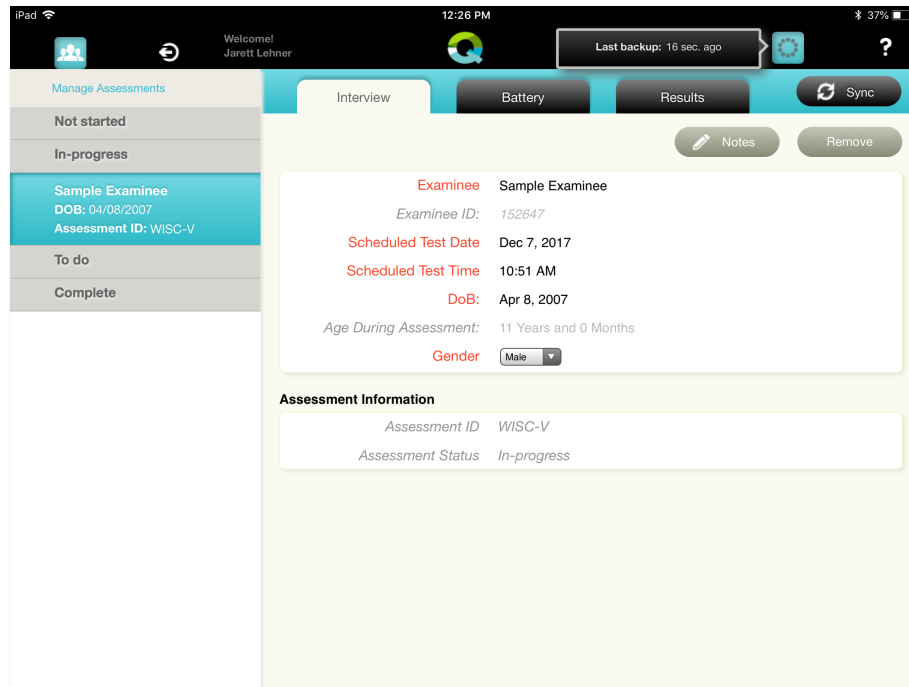 iPad 12:26 PM 37%
Welcome!
Jarett Lehner
Last backup: 16 sec. ago
?
Manage Assessments
Interview
Battery
Results
Sync
Not started
Notes
Remove
In-progress
Sample Examinee
DOB: 04/08/2007
Assessment ID: WISC-V
To do
Complete
Examinee Sample Examinee
Examinee ID: 152647
Scheduled Test Date Dec 7, 2017
Scheduled Test Time 10:51 AM
DoB: Apr 8, 2007
Age During Assessment: 11 Years and 0 Months
Gender Male
Assessment Information
Assessment ID WISC-V
Assessment Status In-progress